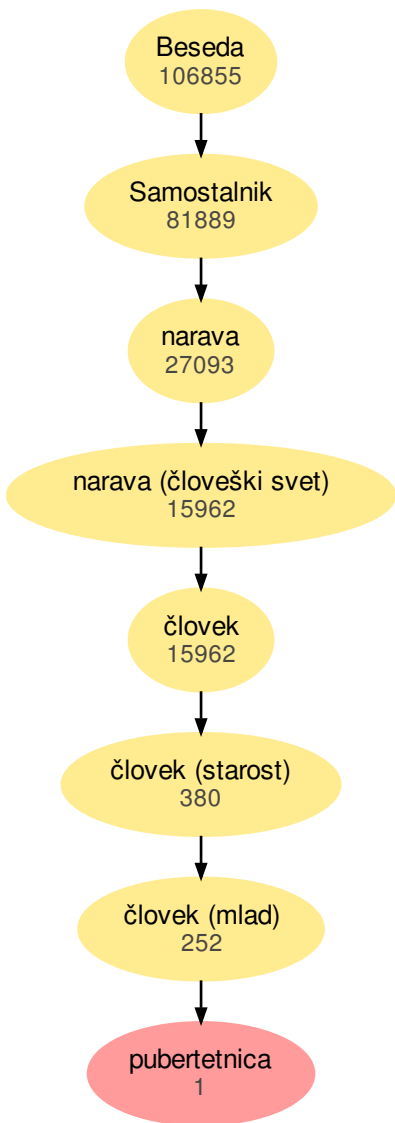 Beseda
106855
Samostalnik
81889
narava
27093
narava (človeški svet)
15962
človek
15962
človek (starost)
380
človek (mlad)
252
pubertetnica
1